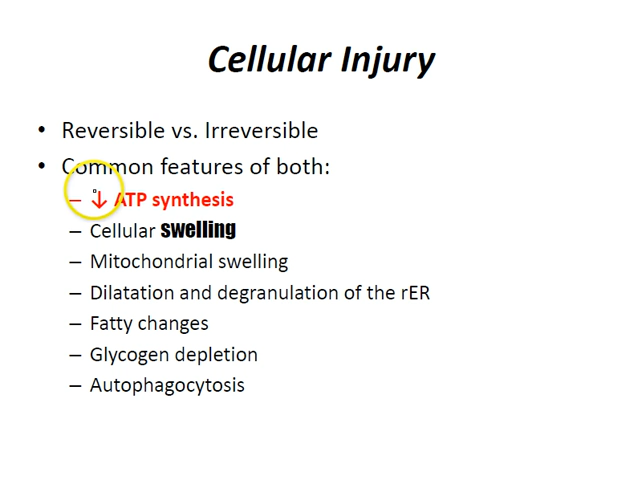 Cellular Injury
• Reversible vs. Irreversible
• Common features of both:
– ↓ ATP synthesis
– Cellular swelling
– Mitochondrial swelling
– Dilatation and degranulation of the rER
– Fatty changes
– Glycogen depletion
– Autophagocytosis